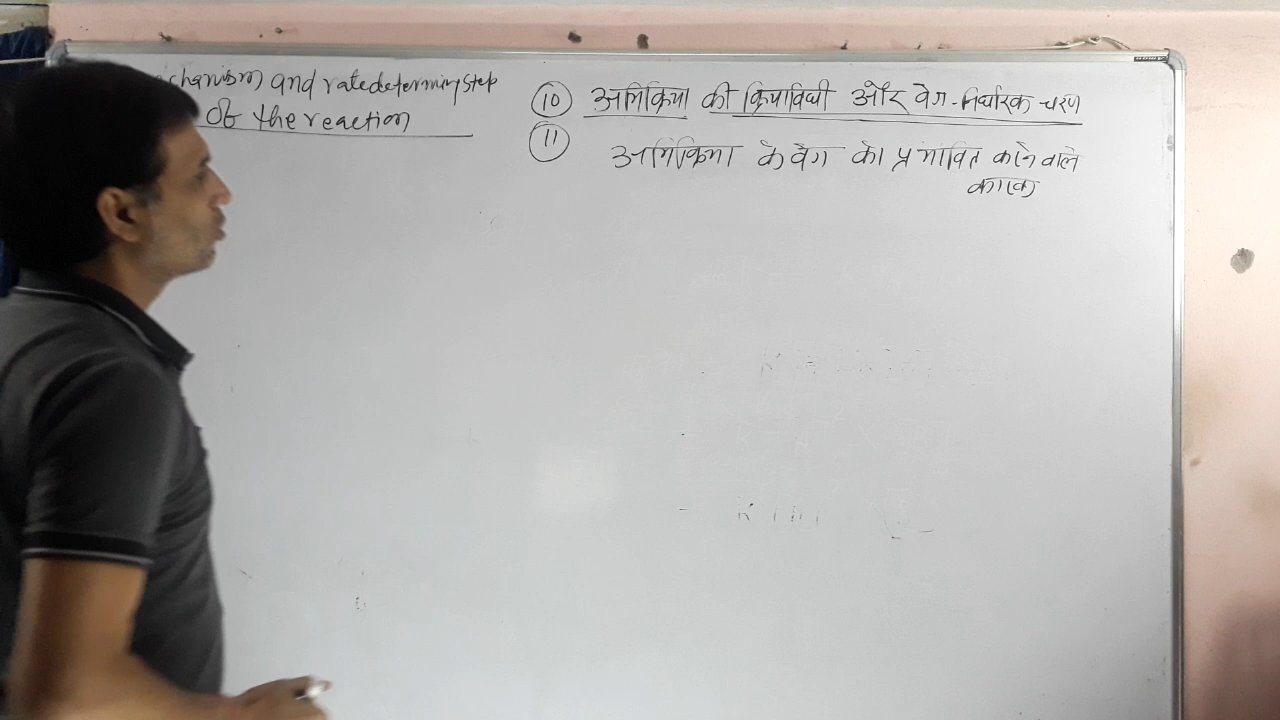 chanism and rate determining step
of the reaction
10 अभिक्रिया की क्रियाविधी और वेग-निर्धारक चरण
11 अभिक्रिया के वेग को प्रभावित करने वाले
कारक